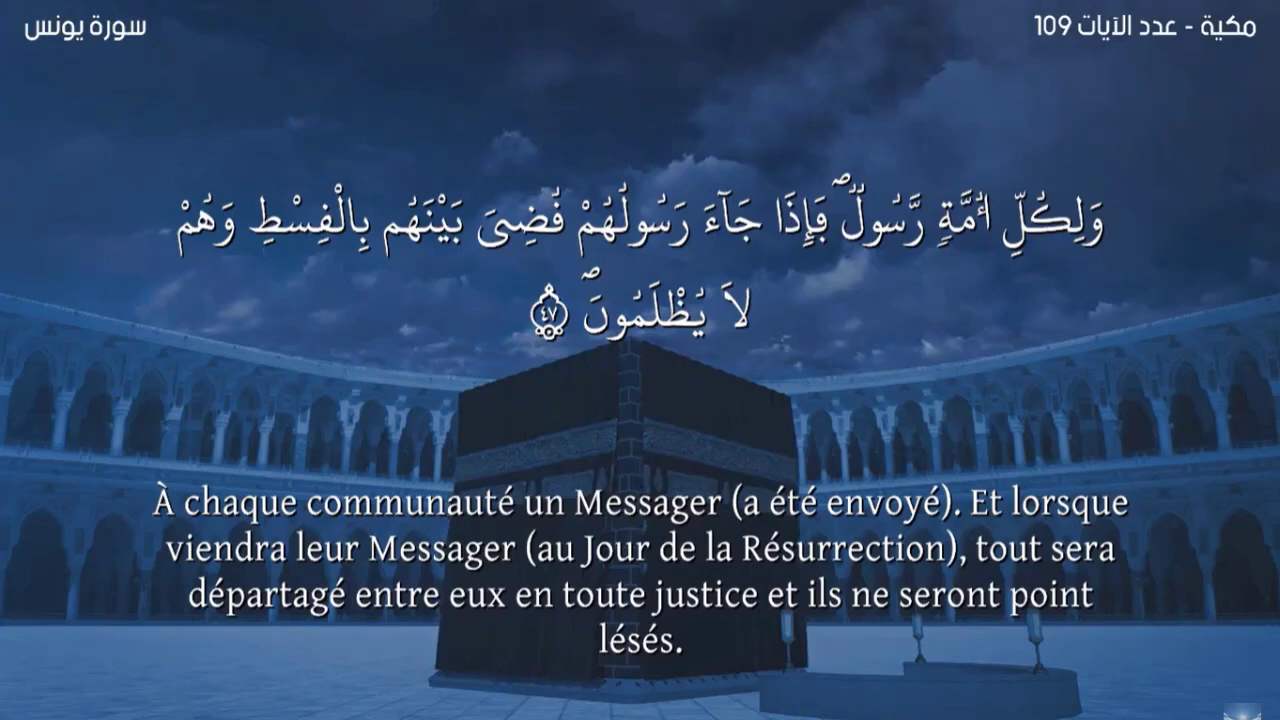 سورة يونس
مكية - عدد الآيات 109
وَلِكُلِّ أُمَّةٖ رَّسُولٞۖ فَإِذَا جَآءَ رَسُولُهُمْ قُضِيَ بَيْنَهُم بِالْقِسْطِ وَهُمْ
لَا يُظْلَمُونَۖ ٤٧
À chaque communauté un Messager (a été envoyé). Et lorsque
viendra leur Messager (au Jour de la Résurrection), tout sera
départagé entre eux en toute justice et ils ne seront point
lésés.